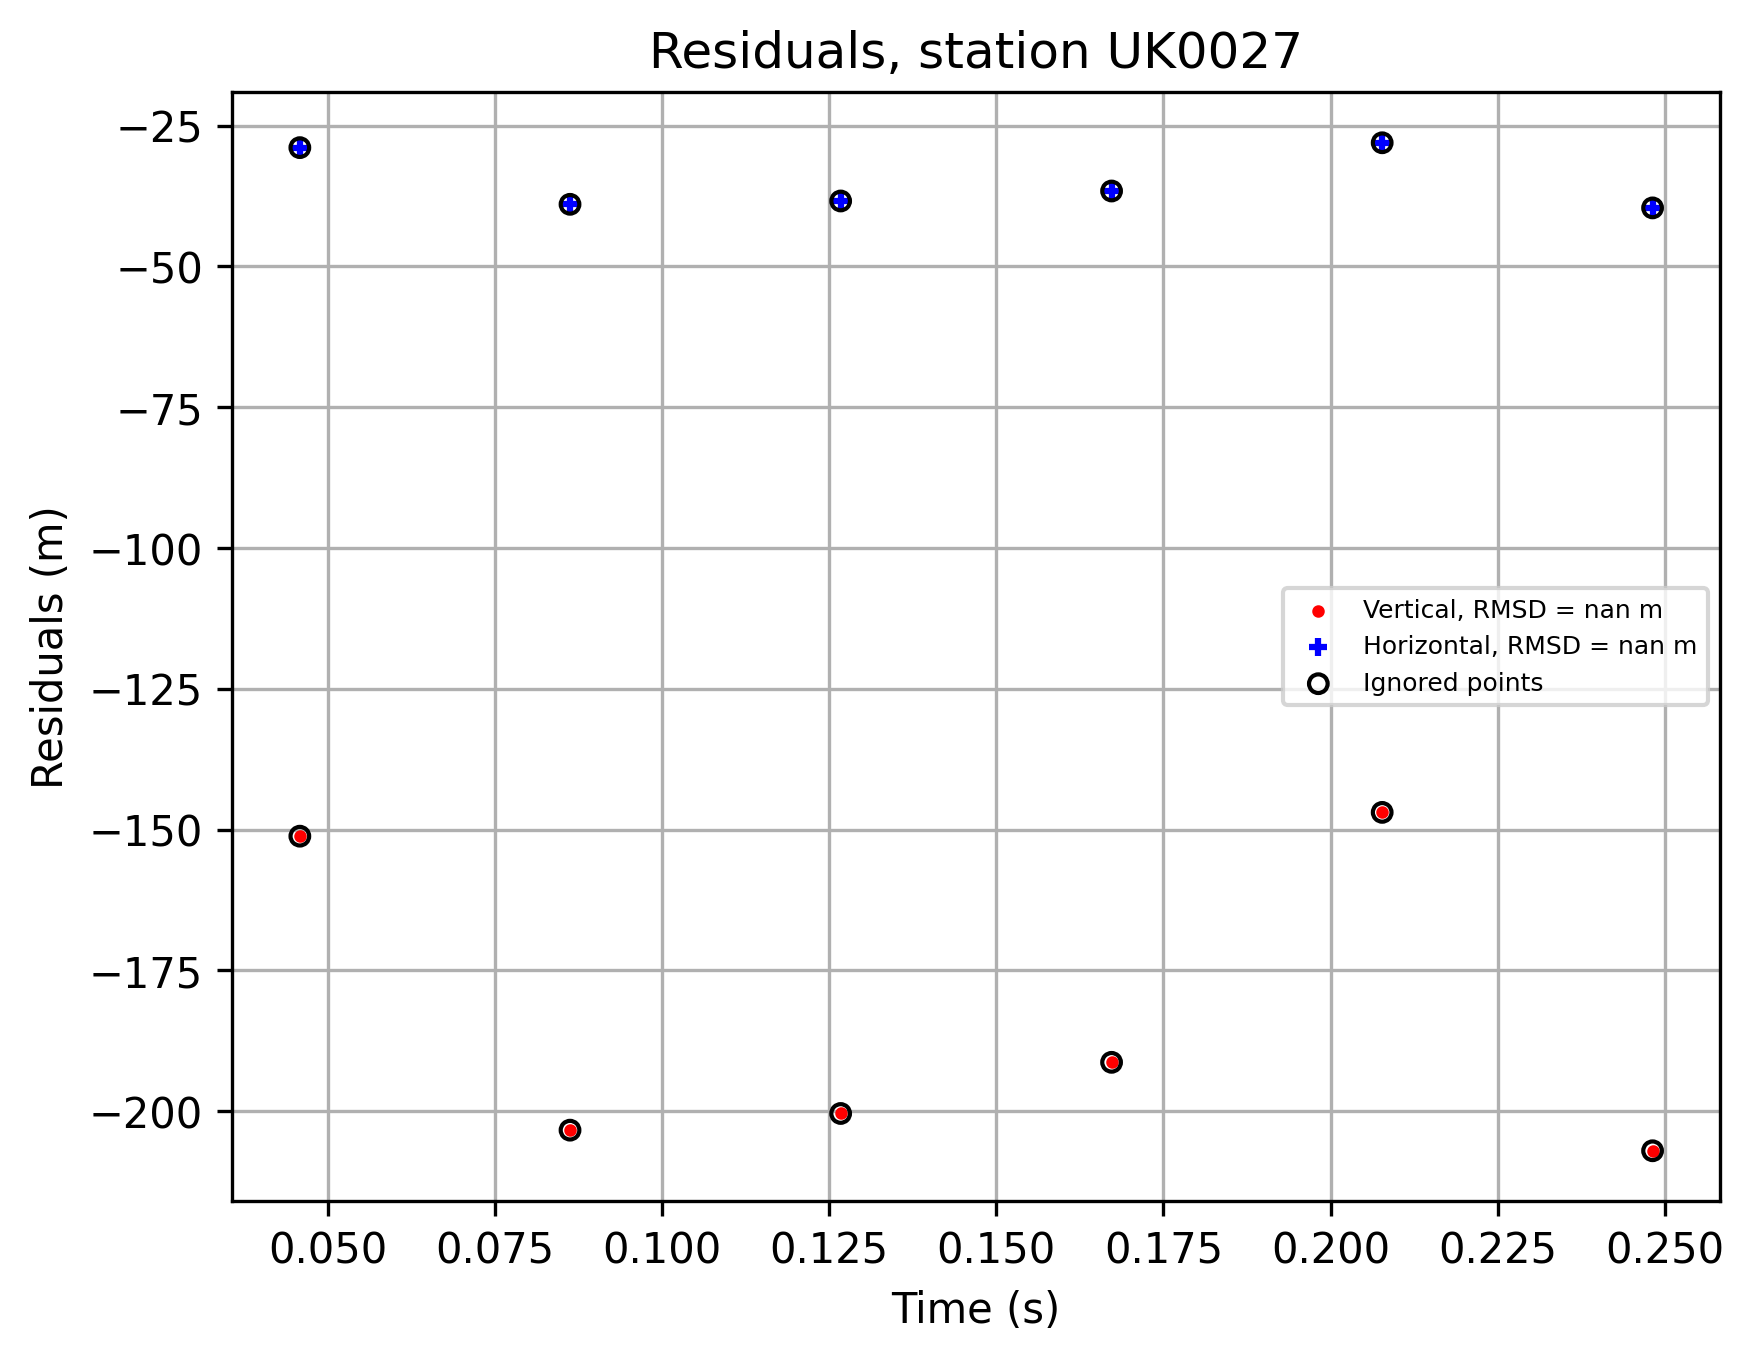 Residuals, station UK0027
−25
−50
−75
−100
−125
−150
−175
−200
Residuals (m)
Vertical, RMSD = nan m
Horizontal, RMSD = nan m
Ignored points
0.050 0.075 0.100 0.125 0.150 0.175 0.200 0.225 0.250
Time (s)